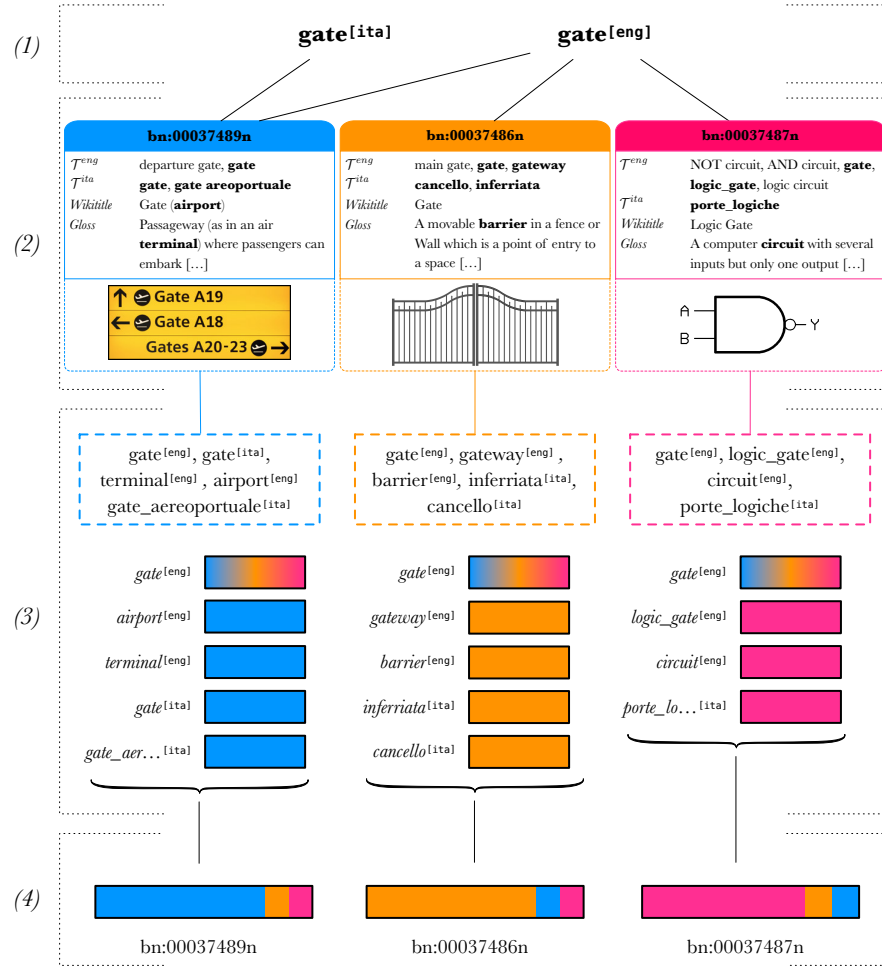 (1)
gate[ita]
gate[eng]
(2)
bn:00037489n
𝒯eng departure gate, gate
𝒯ita gate, gate areoportuale
Wikititle Gate (airport)
Gloss Passageway (as in an air
terminal) where passengers can
embark [...]
↑ Gate A19
← Gate A18
Gates A20-23 →
bn:00037486n
𝒯eng main gate, gate, gateway
𝒯ita cancello, inferriata
Wikititle Gate
Gloss A movable barrier in a fence or
Wall which is a point of entry to
a space [...]
bn:00037487n
𝒯eng NOT circuit, AND circuit, gate,
logic_gate, logic circuit
𝒯ita porte_logiche
Wikititle Logic Gate
Gloss A computer circuit with several
inputs but only one output [...]
A
B
Y
(3)
gate[eng], gate[ita],
terminal[eng] , airport[eng]
gate_aereoportuale[ita]
gate[eng], gateway[eng] ,
barrier[eng], inferriata[ita],
cancello[ita]
gate[eng], logic_gate[eng],
circuit[eng],
porte_logiche[ita]
gate[eng]
airport[eng]
terminal[eng]
gate[ita]
gate_aer...[ita]
gate[eng]
gateway[eng]
barrier[eng]
inferriata[ita]
cancello[ita]
gate[eng]
logic_gate[eng]
circuit[eng]
porte_lo...[ita]
(4)
bn:00037489n
bn:00037486n
bn:00037487n